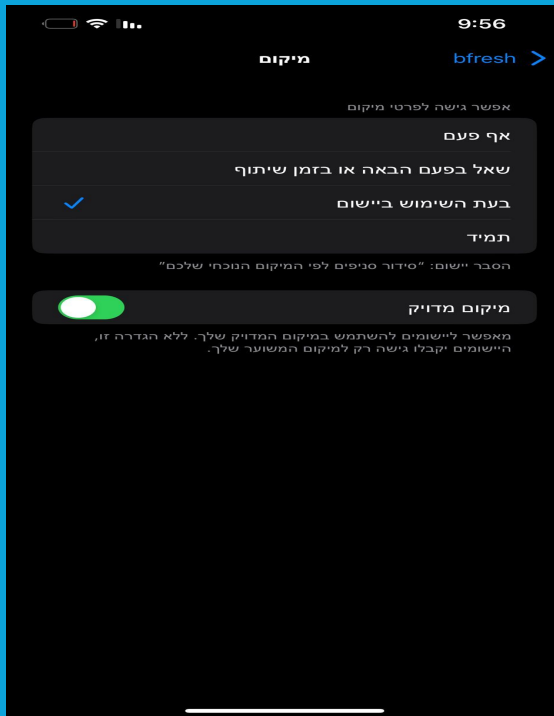 9:56
bfresh
מיקום
אפשר גישה לפרטי מיקום
אף פעם
שאל בפעם הבאה או בזמן שיתוף
בעת השימוש ביישום
תמיד
הסבר יישום: ״סידור סניפים לפי המיקום הנוכחי שלכם״
מיקום מדויק
מאפשר ליישומים להשתמש במיקום המדויק שלך. ללא הגדרה זו,
היישומים יקבלו גישה רק למיקום המשוער שלך.